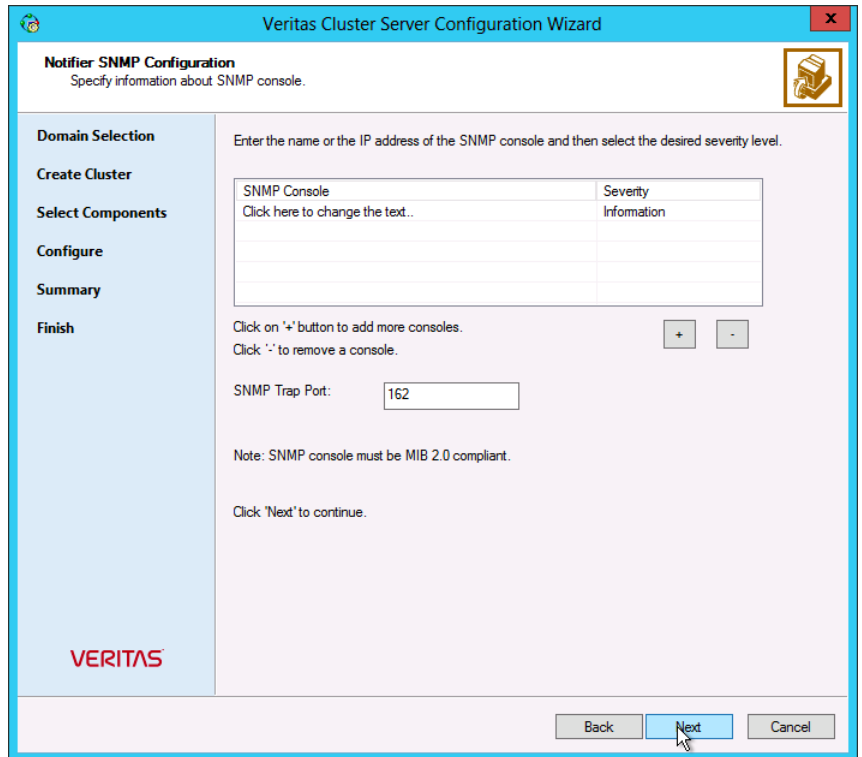 Veritas Cluster Server Configuration Wizard
x
Notifier SNMP Configuration
Specify information about SNMP console.
Domain Selection
Create Cluster
Select Components
Configure
Summary
Finish
Enter the name or the IP address of the SNMP console and then select the desired severity level.
SNMP Console Severity
Click here to change the text.. Information
Click on '+' button to add more consoles.
Click '-' to remove a console.
+ -
SNMP Trap Port: 162
Note: SNMP console must be MIB 2.0 compliant.
Click 'Next' to continue.
VERITAS
Back Next Cancel